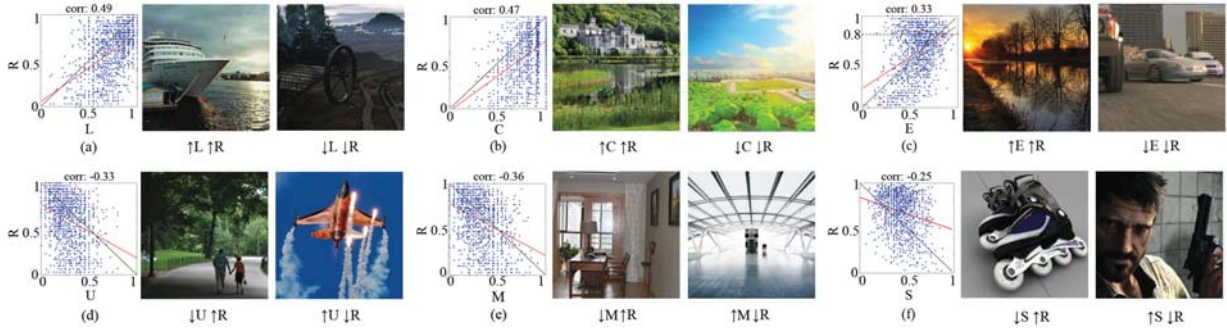 corr: 0.49
1
R
0.5
0
0 0.5 1
L
(a)
↑L ↑R
↓L ↓R
corr: 0.47
1
R
0.5
0
0 0.5 1
C
(b)
↑C ↑R
↓C ↓R
corr: 0.33
1
0.8
R
0.5
0
0 0.5 1
E
(c)
↑E ↑R
↓E ↓R
corr: -0.33
1
R
0.5
0
0 0.5 1
U
(d)
↓U ↑R
↑U ↓R
corr: -0.36
1
R
0.5
0
0 0.5 1
M
(e)
↓M ↑R
↑M ↓R
corr: -0.25
1
R
0.5
0
0 0.5 1
S
(f)
↓S ↑R
↑S ↓R